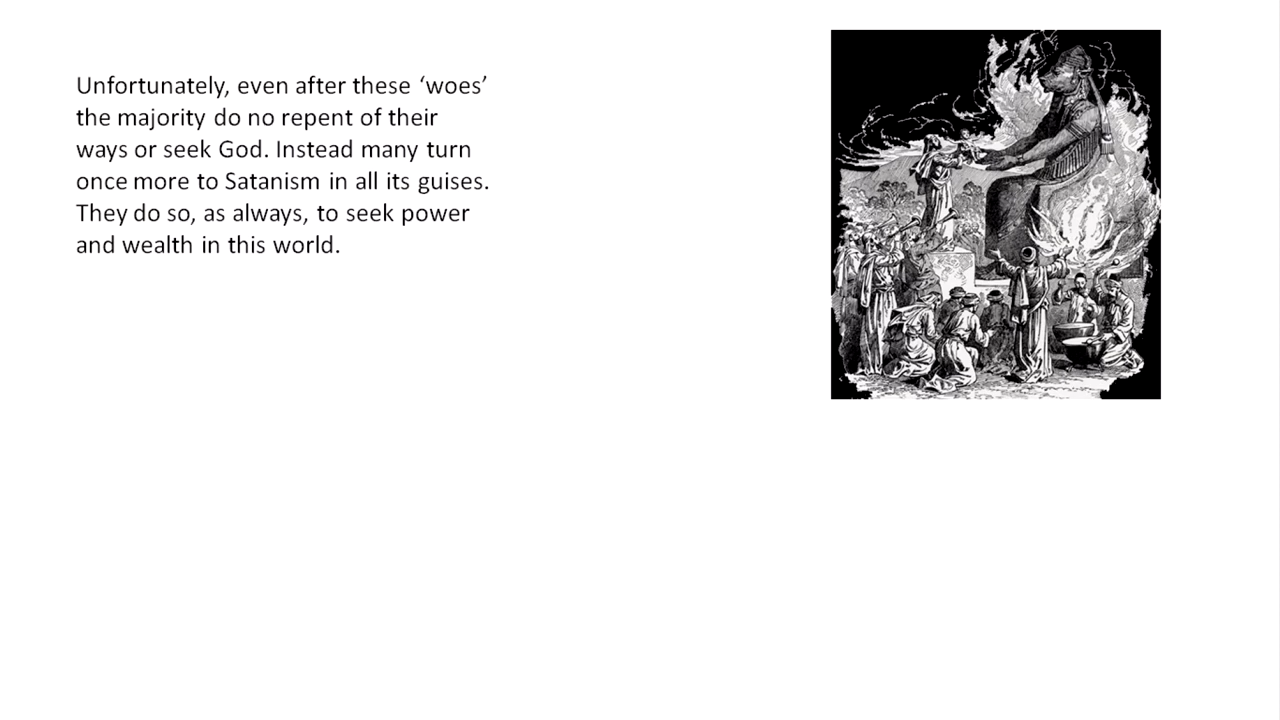 Unfortunately, even after these ‘woes’
the majority do no repent of their
ways or seek God. Instead many turn
once more to Satanism in all its guises.
They do so, as always, to seek power
and wealth in this world.